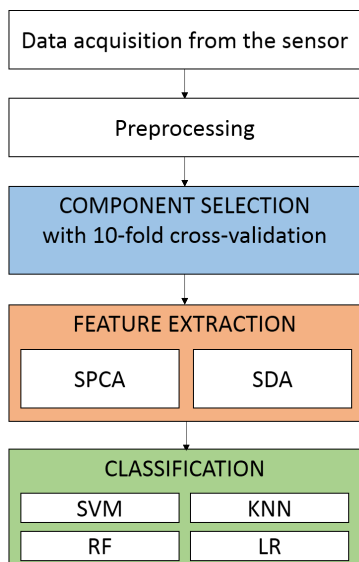 Data acquisition from the sensor
Preprocessing
COMPONENT SELECTION
with 10-fold cross-validation
FEATURE EXTRACTION
SPCA SDA
CLASSIFICATION
SVM KNN
RF LR